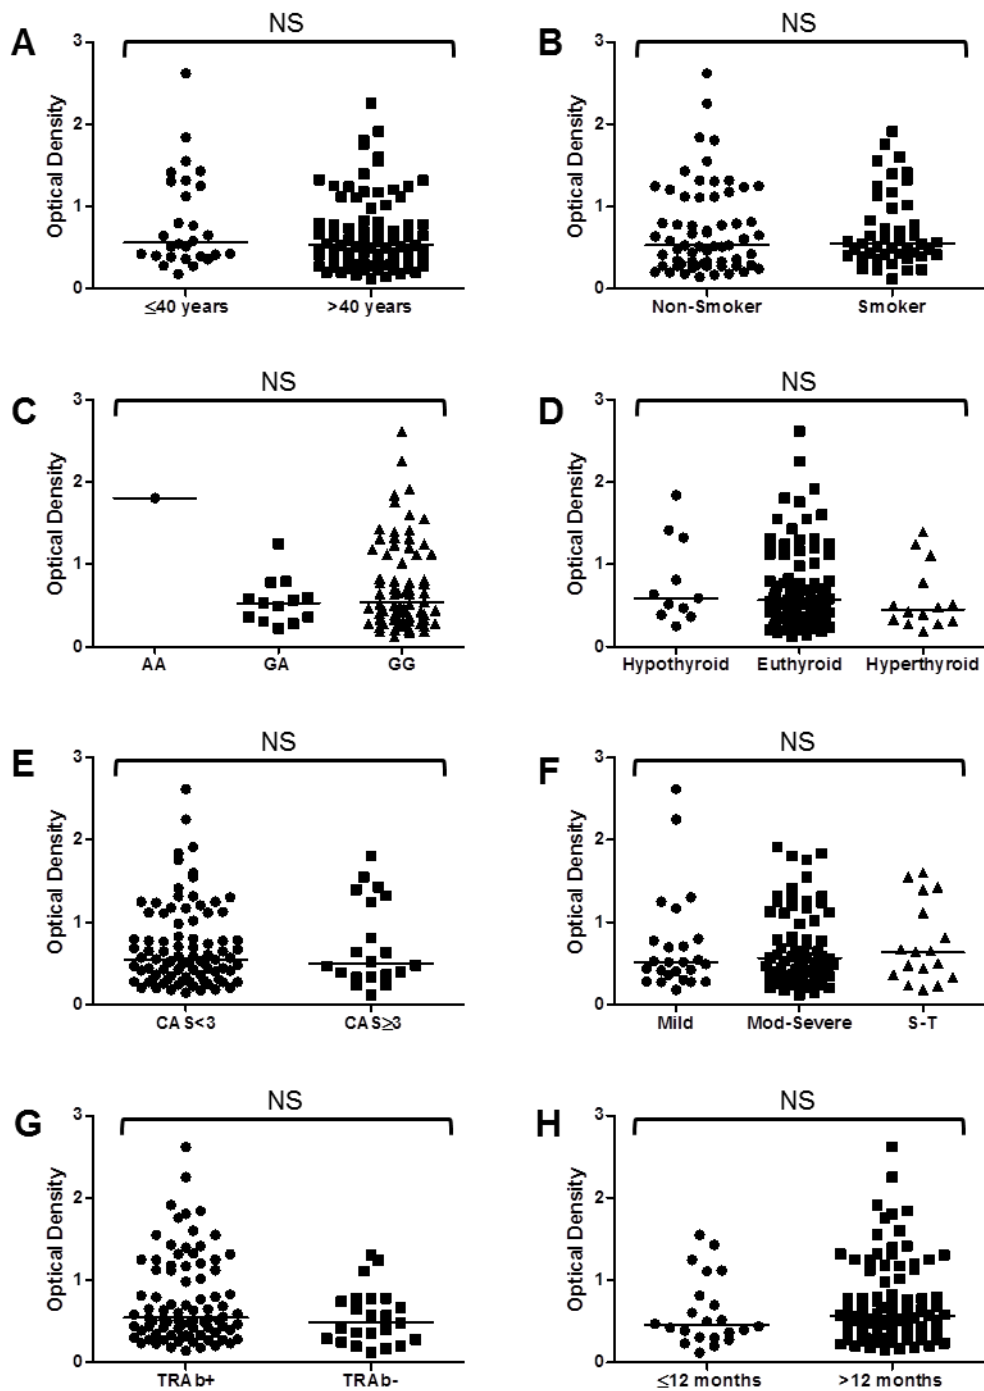 A
NS
Optical Density
3
2
1
0
≤40 years
>40 years
B
NS
Optical Density
3
2
1
0
Non-Smoker
Smoker
C
NS
Optical Density
3
2
1
0
AA
GA
GG
D
NS
Optical Density
3
2
1
0
Hypothyroid
Euthyroid
Hyperthyroid
E
NS
Optical Density
3
2
1
0
CAS<3
CAS≥3
F
NS
Optical Density
3
2
1
0
Mild
Mod-Severe
S-T
G
NS
Optical Density
3
2
1
0
TRAb+
TRAb-
H
NS
Optical Density
3
2
1
0
≤12 months
>12 months